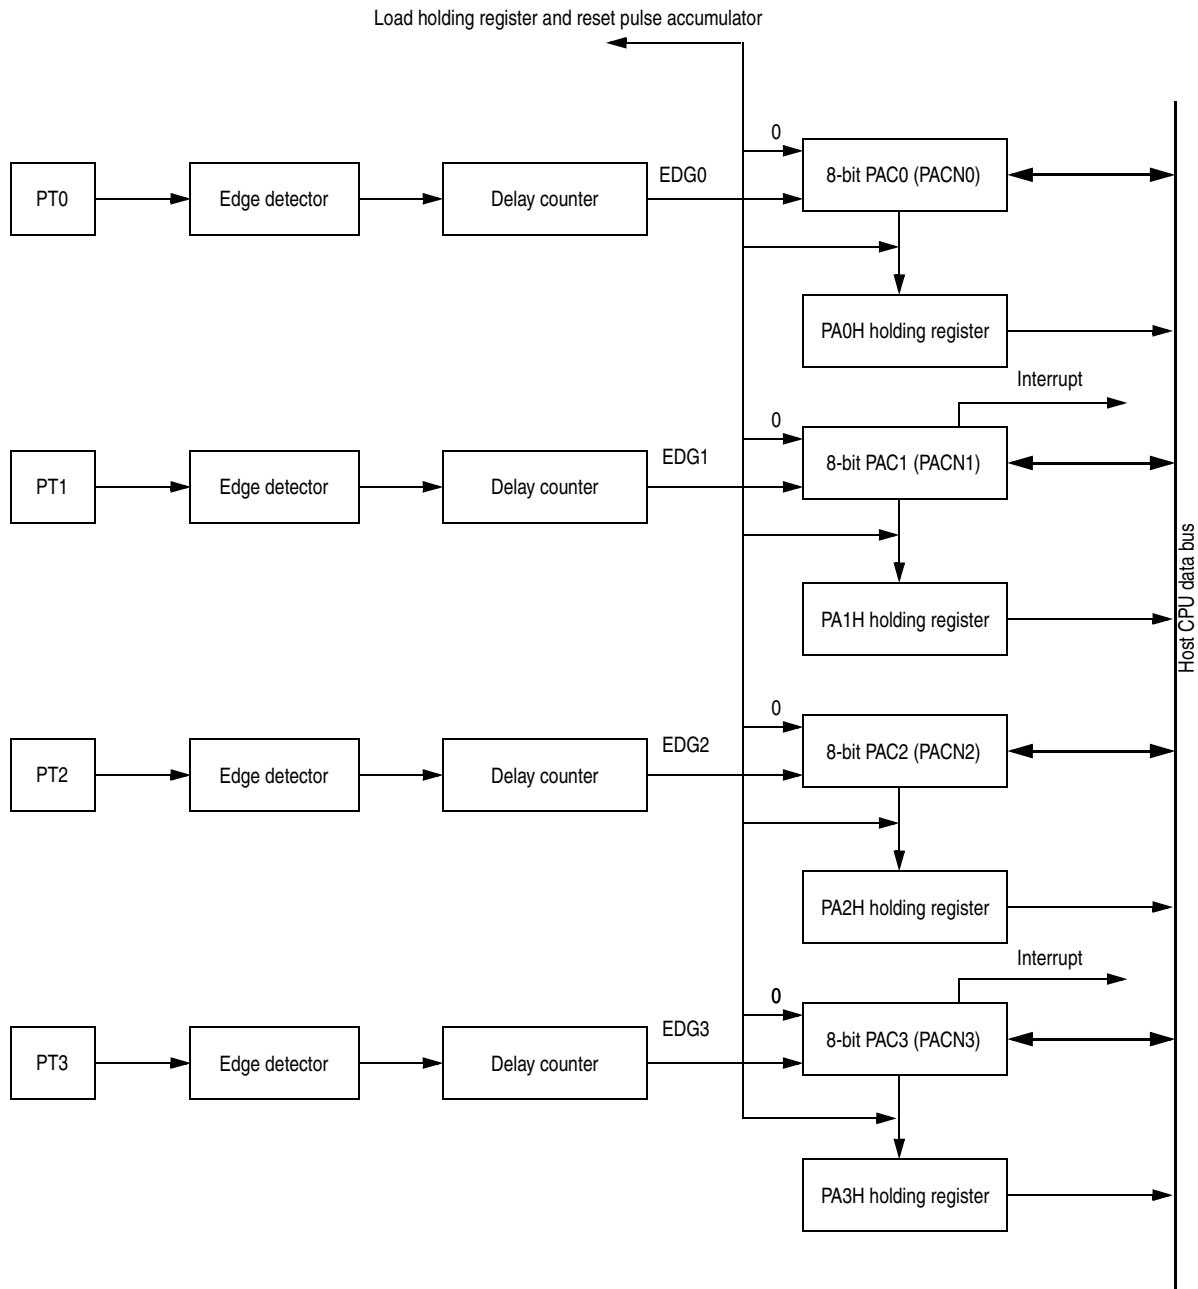 Load holding register and reset pulse accumulator
0
EDG0
8-bit PAC0 (PACN0)
PT0
Edge detector
Delay counter
PA0H holding register
Interrupt
0
EDG1
8-bit PAC1 (PACN1)
PT1
Edge detector
Delay counter
Host CPU data bus
PA1H holding register
0
EDG2
8-bit PAC2 (PACN2)
PT2
Edge detector
Delay counter
PA2H holding register
Interrupt
0
EDG3
8-bit PAC3 (PACN3)
PT3
Edge detector
Delay counter
PA3H holding register